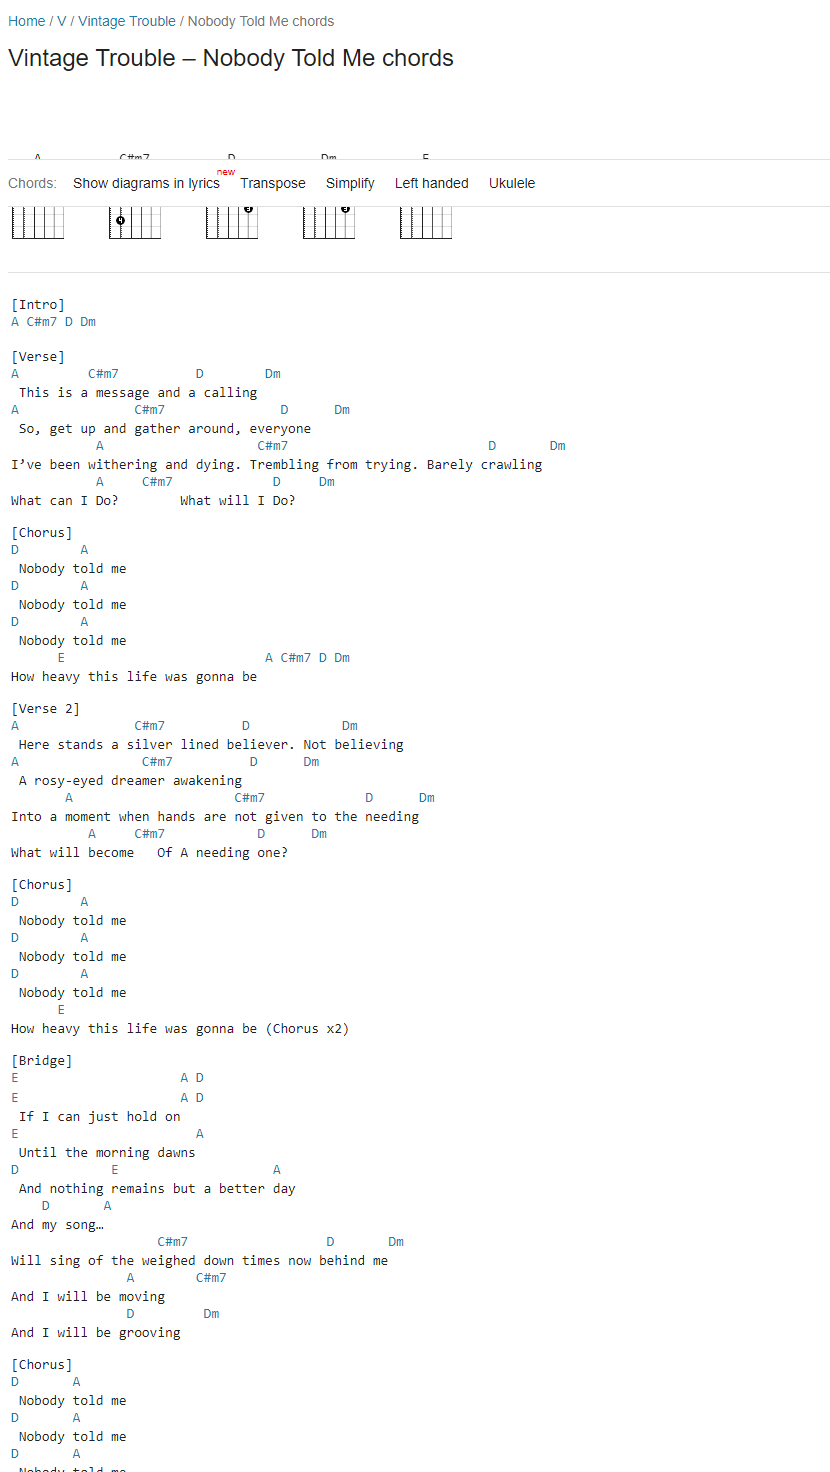 Home / V / Vintage Trouble / Nobody Told Me chords
Vintage Trouble – Nobody Told Me chords
A C#m7 D Dm E
Chords: Show diagrams in lyrics new Transpose Simplify Left handed Ukulele
4 3 3
[Intro]
A C#m7 D Dm
[Verse]
A         C#m7          D        Dm
 This is a message and a calling
A               C#m7               D      Dm
 So, get up and gather around, everyone
           A                    C#m7                          D       Dm
I’ve been withering and dying. Trembling from trying. Barely crawling
           A     C#m7             D     Dm
What can I Do?        What will I Do?
[Chorus]
D        A
 Nobody told me
D        A
 Nobody told me
D        A
 Nobody told me
      E                          A C#m7 D Dm
How heavy this life was gonna be
[Verse 2]
A               C#m7          D            Dm
 Here stands a silver lined believer. Not believing
A                C#m7          D      Dm
 A rosy-eyed dreamer awakening
       A                     C#m7             D      Dm
Into a moment when hands are not given to the needing
          A     C#m7            D      Dm
What will become   Of A needing one?
[Chorus]
D        A
 Nobody told me
D        A
 Nobody told me
D        A
 Nobody told me
      E
How heavy this life was gonna be (Chorus x2)
[Bridge]
E                     A D
E                     A D
 If I can just hold on
E                       A
 Until the morning dawns
D            E                    A
 And nothing remains but a better day
    D       A
And my song…
                   C#m7                  D       Dm
Will sing of the weighed down times now behind me
               A        C#m7
And I will be moving
               D         Dm
And I will be grooving
[Chorus]
D       A
 Nobody told me
D       A
 Nobody told me
D       A
 Nobody told me